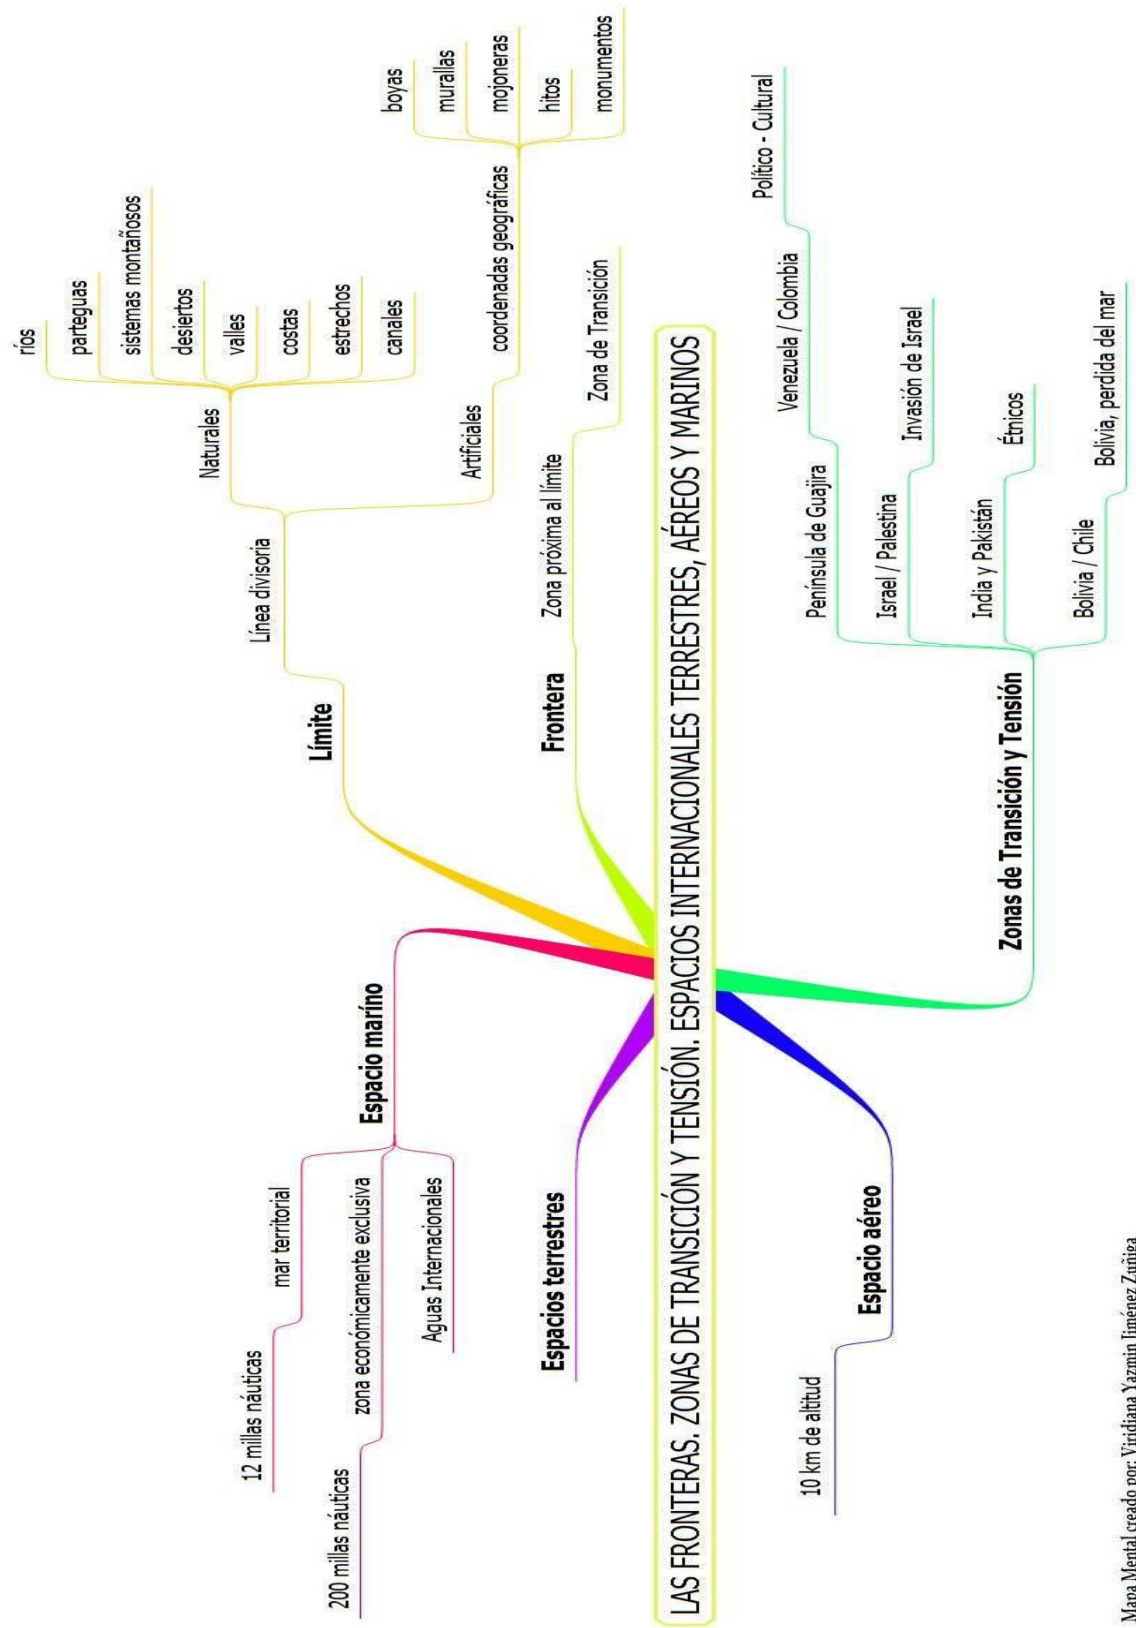 LAS FRONTERAS. ZONAS DE TRANSICIÓN Y TENSIÓN. ESPACIOS INTERNACIONALES TERRESTRES, AÉREOS Y MARINOS
Límite
Línea divisoria
Naturales
ríos
parteguas
sistemas montañosos
desiertos
valles
costas
estrechos
canales
Artificiales
coordenadas geográficas
boyas
murallas
mojoneras
hitos
monumentos
Frontera
Zona próxima al límite
Zona de Transición
Zonas de Transición y Tensión
Península de Guajira
Venezuela / Colombia
Político - Cultural
Israel / Palestina
Invasión de Israel
India y Pakistán
Étnicos
Bolivia / Chile
Bolivia, perdida del mar
Espacio maríno
mar territorial
12 millas náuticas
zona económicamente exclusiva
200 millas náuticas
Aguas Internacionales
Espacios terrestres
Espacio aéreo
10 km de altitud
Mapa Mental creado por: Viridiana Yazmin Jiménez Zuñiga